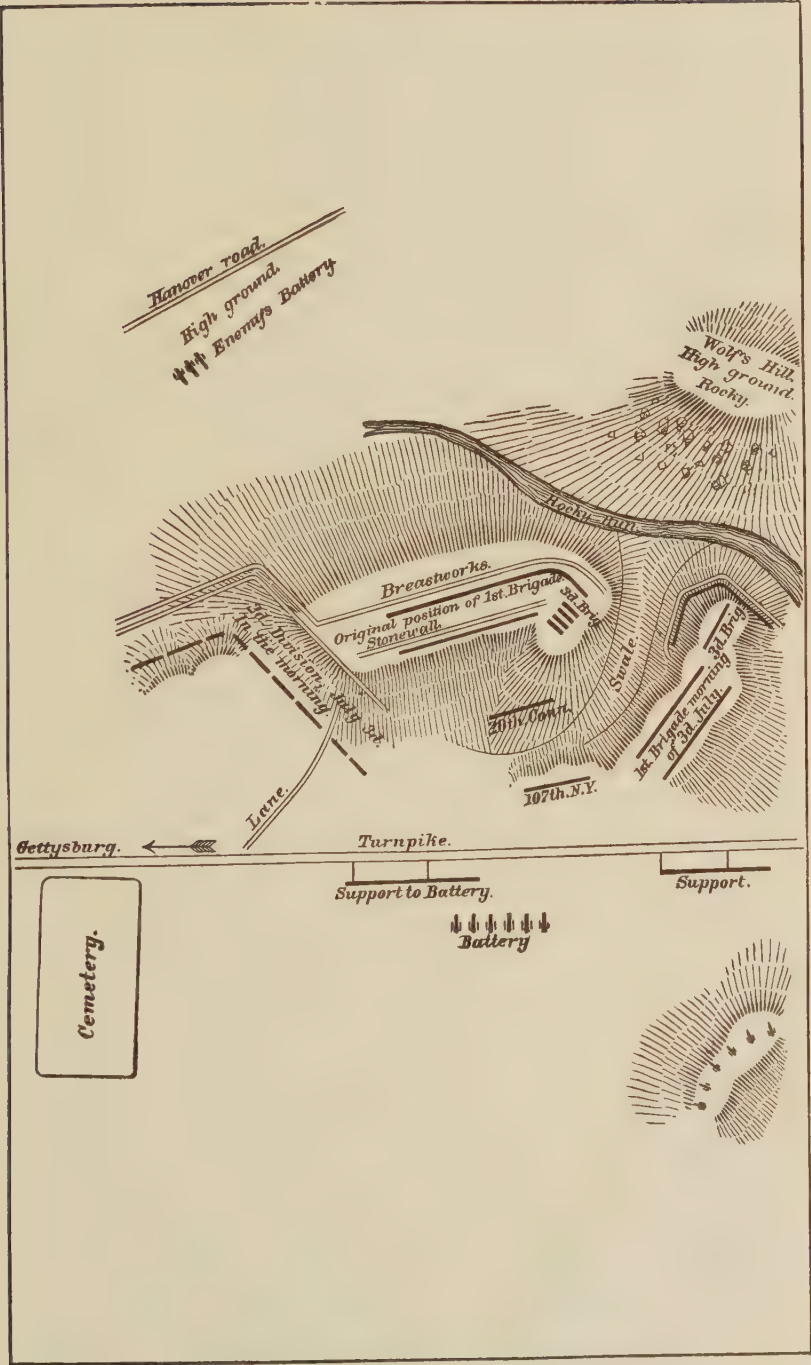 Hanover road.
High ground.
Enemy's Battery
Wolf's Hill.
High ground.
Rocky.
Rocky Run
Breastworks.
Original position of 1st. Brigade.
Stonewall.
3d. Brig.
2d. Division, July 3d.
in the morning.
Swale.
3d. Brig.
1st. Brigade morning
of 3d. July.
20th. Conn.
107th. N.Y.
Lane.
Gettysburg.
Turnpike.
Support to Battery.
Support.
Battery
Cemetery.